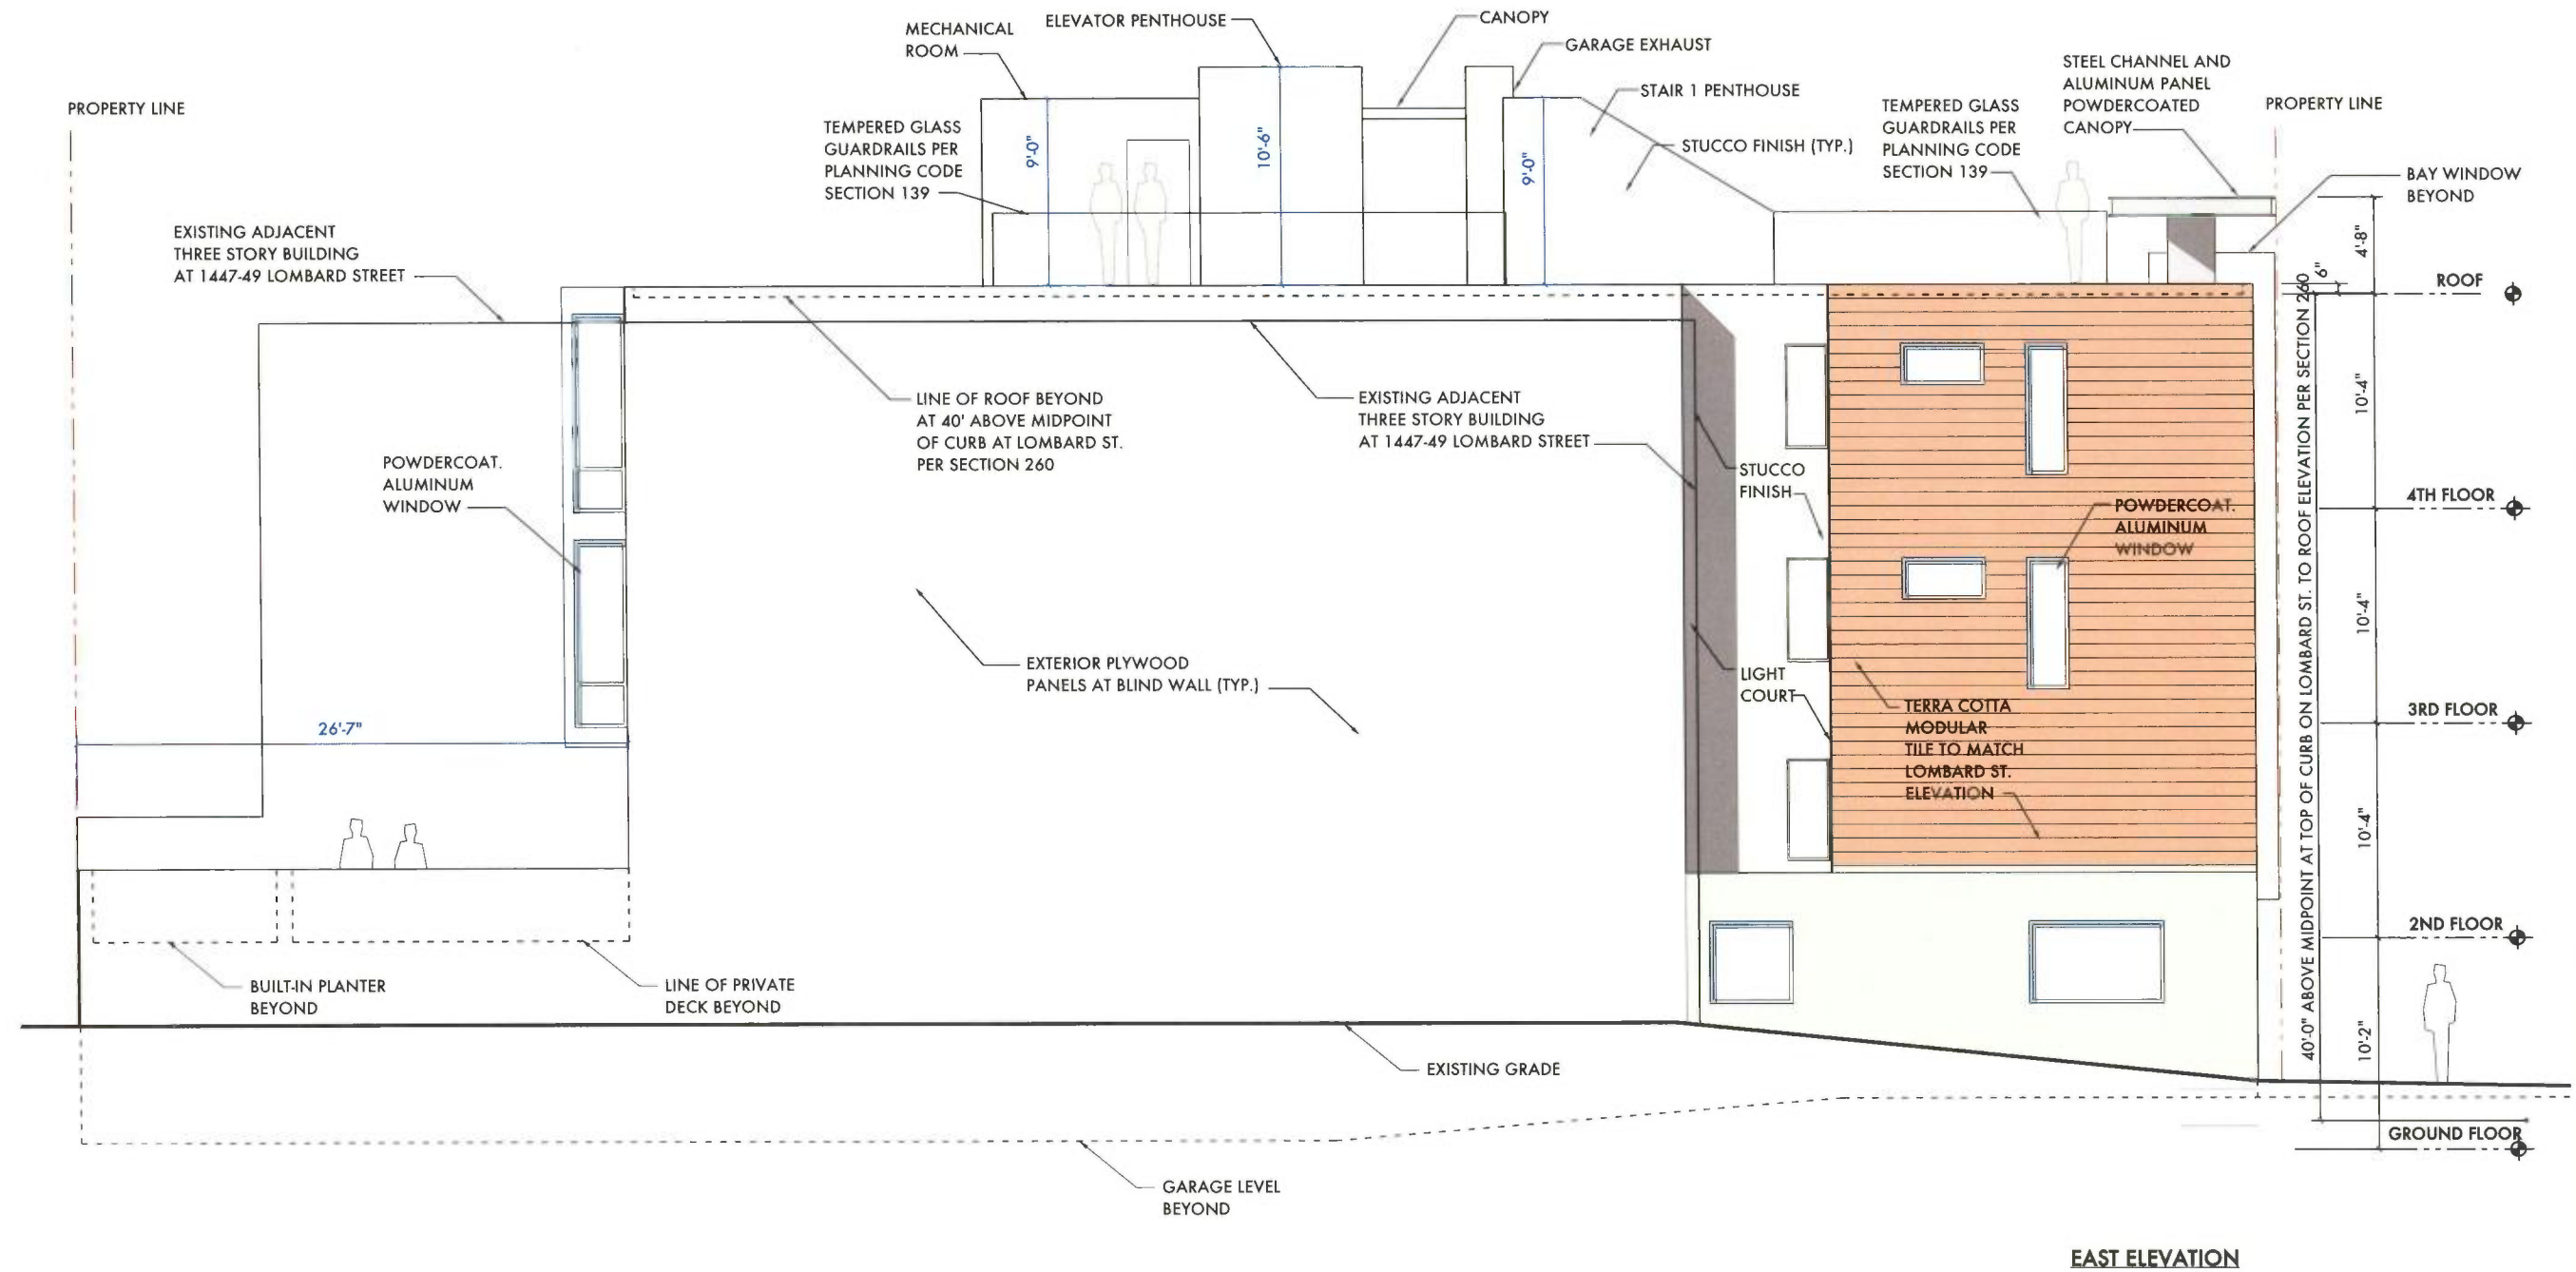 MECHANICAL
ROOM
ELEVATOR PENTHOUSE
CANOPY
GARAGE EXHAUST
STAIR 1 PENTHOUSE
STUCCO FINISH (TYP.)
STEEL CHANNEL AND
ALUMINUM PANEL
POWDERCOATED
CANOPY
PROPERTY LINE
PROPERTY LINE
TEMPERED GLASS
GUARDRAILS PER
PLANNING CODE
SECTION 139
TEMPERED GLASS
GUARDRAILS PER
PLANNING CODE
SECTION 139
9'-0"
10'-6"
9'-0"
BAY WINDOW
BEYOND
EXISTING ADJACENT
THREE STORY BUILDING
AT 1447-49 LOMBARD STREET
4'-8"
6"
ROOF
LINE OF ROOF BEYOND
AT 40' ABOVE MIDPOINT
OF CURB AT LOMBARD ST.
PER SECTION 260
EXISTING ADJACENT
THREE STORY BUILDING
AT 1447-49 LOMBARD STREET
10'-4"
POWDERCOAT.
ALUMINUM
WINDOW
STUCCO
FINISH
POWDERCOAT.
ALUMINUM
WINDOW
4TH FLOOR
40'-0" ABOVE MIDPOINT AT TOP OF CURB ON LOMBARD ST. TO ROOF ELEVATION PER SECTION 260
10'-4"
EXTERIOR PLYWOOD
PANELS AT BLIND WALL (TYP.)
LIGHT
COURT
TERRA COTTA
MODULAR
TILE TO MATCH
LOMBARD ST.
ELEVATION
3RD FLOOR
26'-7"
10'-4"
2ND FLOOR
BUILT-IN PLANTER
BEYOND
LINE OF PRIVATE
DECK BEYOND
10'-2"
EXISTING GRADE
GROUND FLOOR
GARAGE LEVEL
BEYOND
EAST ELEVATION